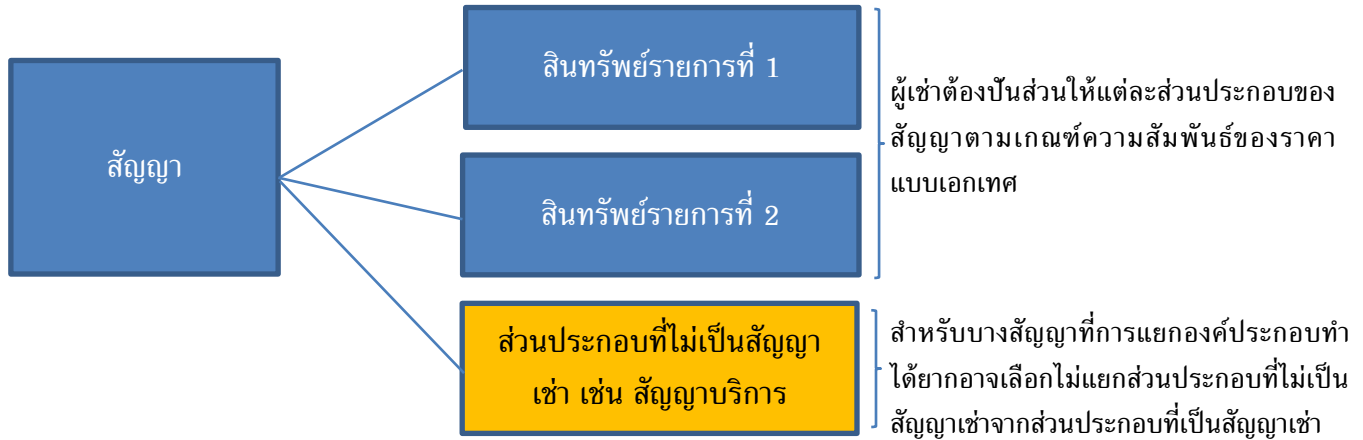 สัญญา
สินทรัพย์รายการที่ 1
สินทรัพย์รายการที่ 2
ส่วนประกอบที่ไม่เป็นสัญญา
เช่า เช่น สัญญาบริการ
ผู้เช่าต้องปันส่วนให้แต่ละส่วนประกอบของ
สัญญาตามเกณฑ์ความสัมพันธ์ของราคา
แบบเอกเทศ
สำหรับบางสัญญาที่การแยกองค์ประกอบทำ
ได้ยากอาจเลือกไม่แยกส่วนประกอบที่ไม่เป็น
สัญญาเช่าจากส่วนประกอบที่เป็นสัญญาเช่า